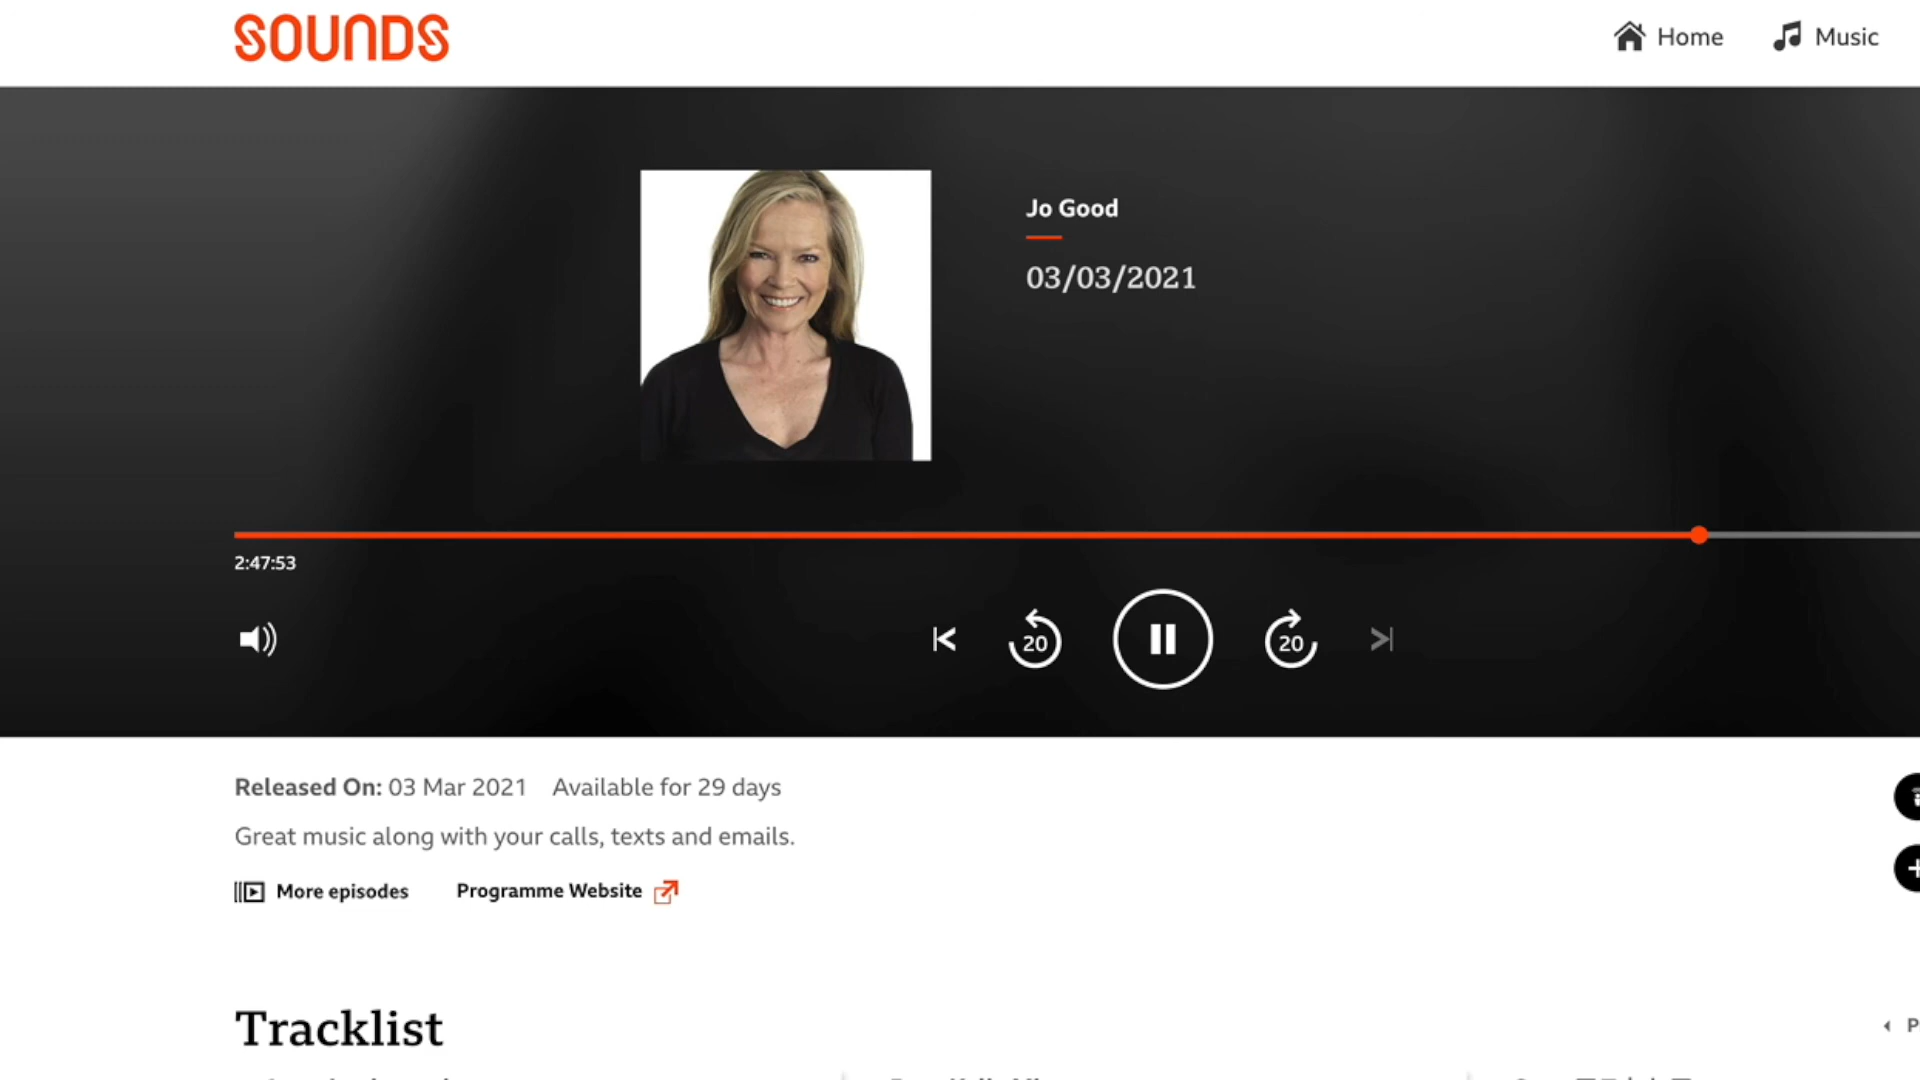 SOUNDS
Home
Music
Jo Good
03/03/2021
2:47:53
20
20
Released On: 03 Mar 2021 Available for 29 days
Great music along with your calls, texts and emails.
More episodes
Programme Website
Tracklist